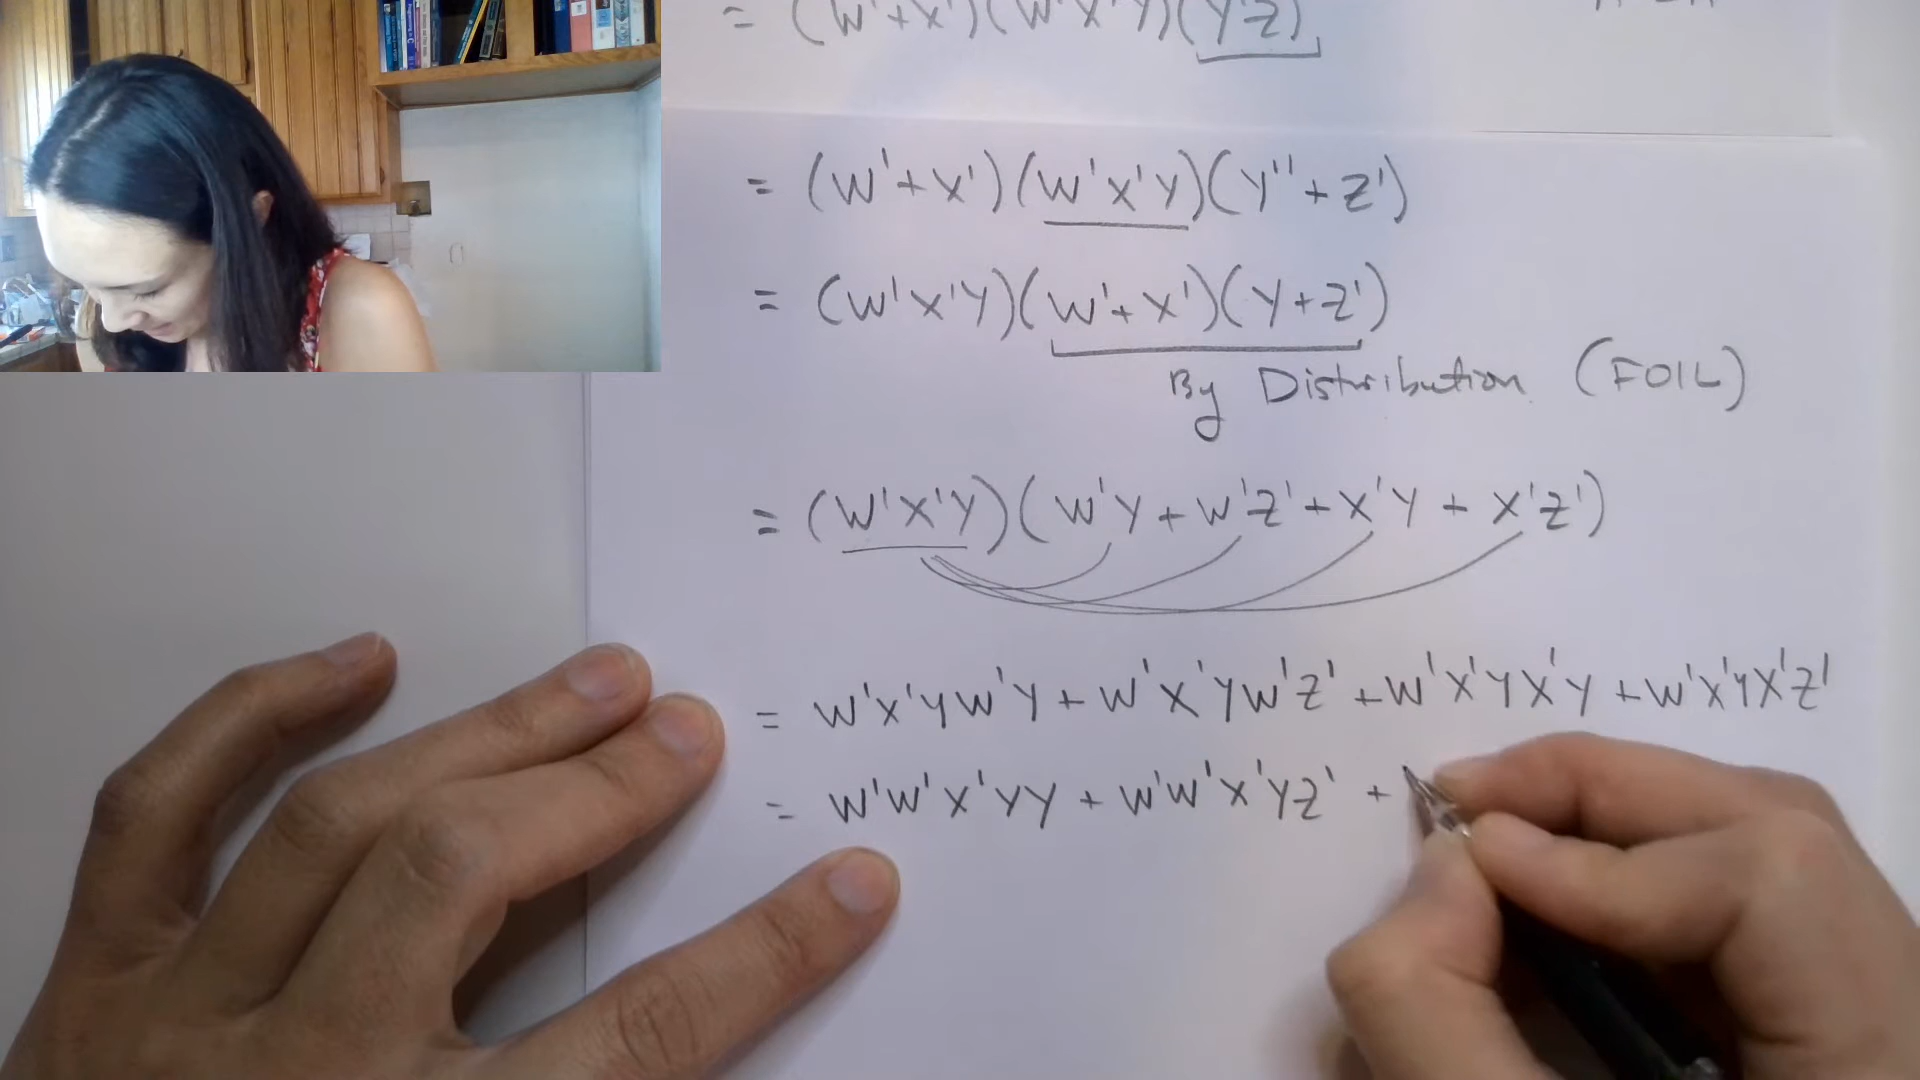 = (W'+X')(W'X'Y)(Y'Z)'
= (W'+X')(W'X'Y)(Y''+Z')
= (W'X'Y)(W'+X')(Y+Z')
By Distribution (FOIL)
= (W'X'Y)(W'Y+W'Z'+X'Y+X'Z')
= W'X'YW'Y+W'X'YW'Z'+W'X'YX'Y+W'X'YX'Z'
= W'W'X'YY+W'W'X'YZ'+